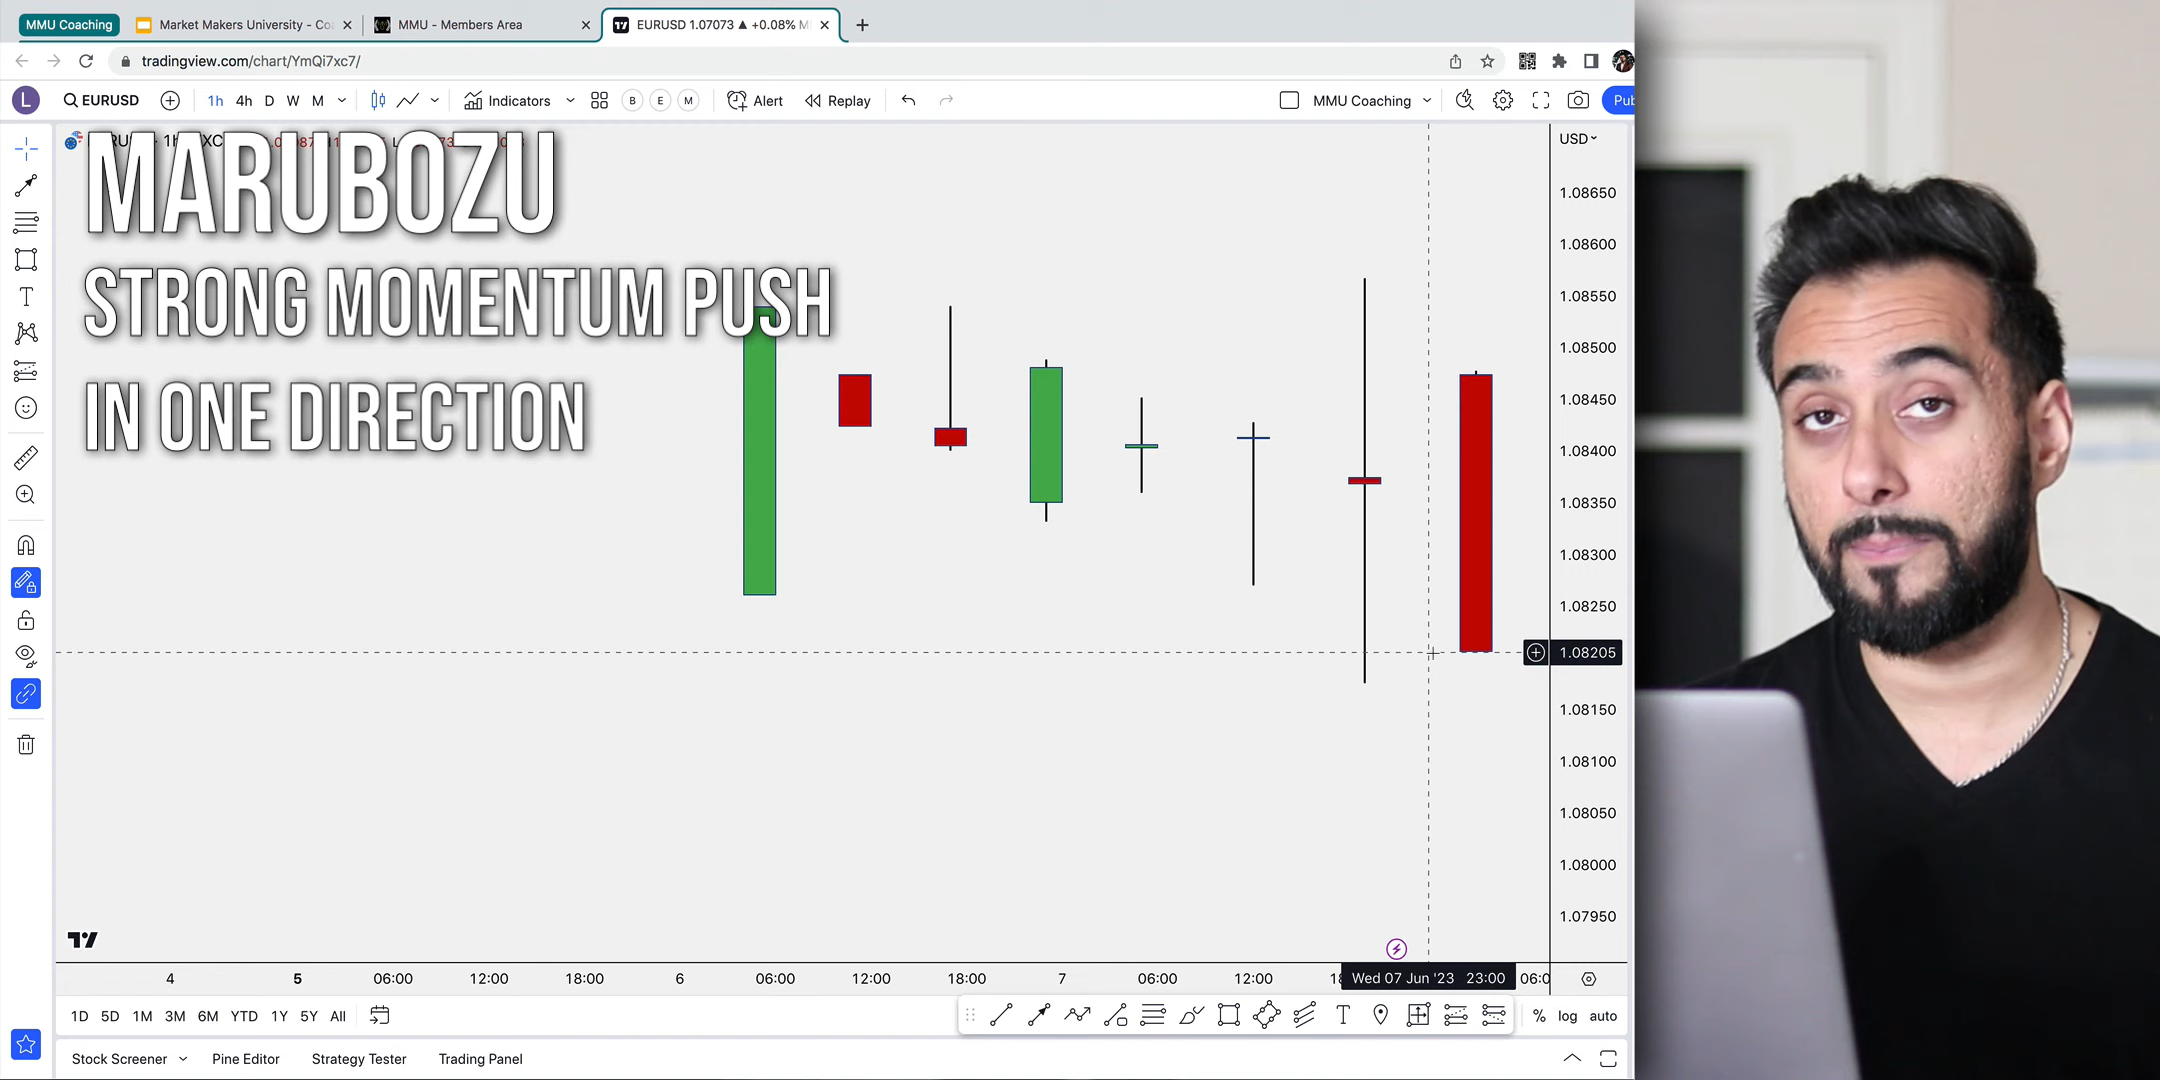 MMU Coaching
Market Makers University - Co
MMU - Members Area
EURUSD 1.07073 ▲ +0.08% M
tradingview.com/chart/YmQi7xc7/
L
EURUSD
1h 4h D W M
Indicators
B E M
Alert
Replay
MMU Coaching
Pub
MARUBOZU
STRONG MOMENTUM PUSH
IN ONE DIRECTION
USD
1.08650
1.08600
1.08550
1.08500
1.08450
1.08400
1.08350
1.08300
1.08250
1.08205
1.08150
1.08100
1.08050
1.08000
1.07950
4 5 06:00 12:00 18:00 6 06:00 12:00 18:00 7 06:00 12:00 Wed 07 Jun '23 23:00 06:0
1D 5D 1M 3M 6M YTD 1Y 5Y All
% log auto
Stock Screener Pine Editor Strategy Tester Trading Panel